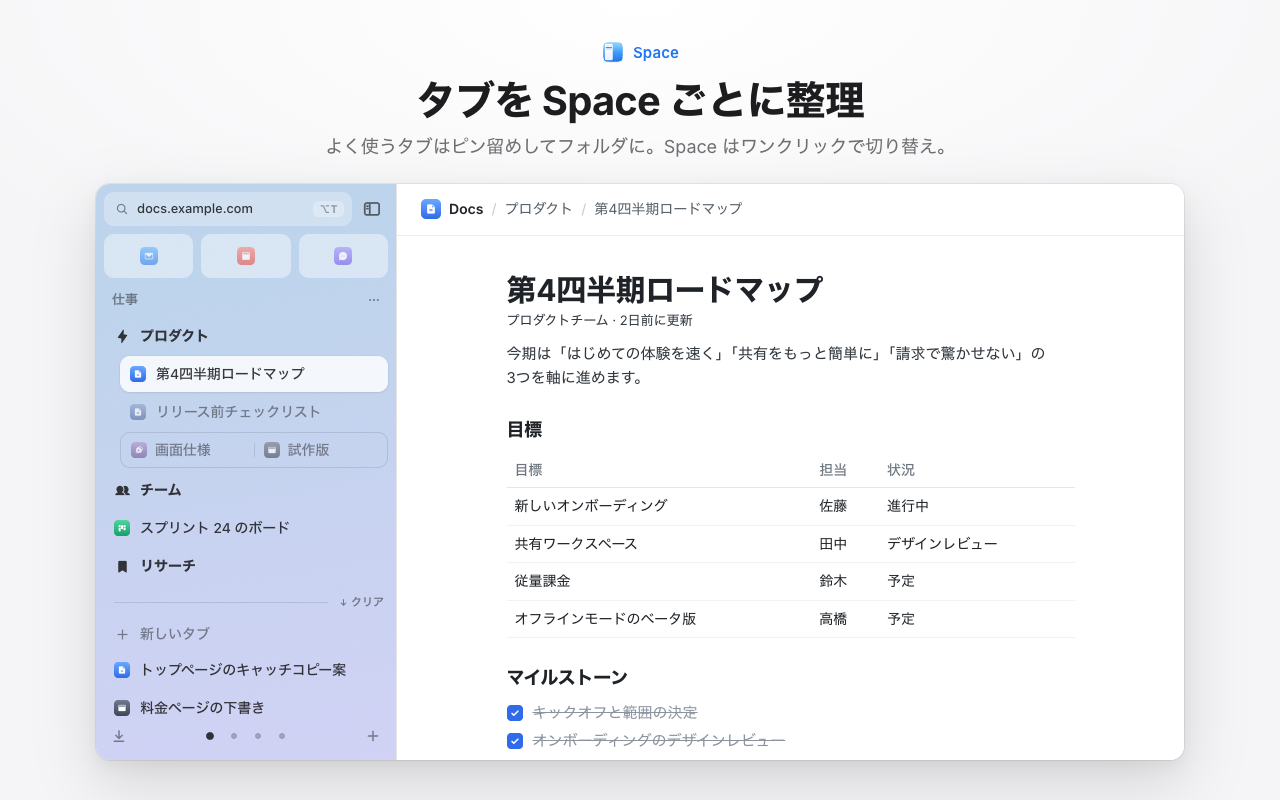 Space
タブを Space ごとに整理
よく使うタブはピン留めしてフォルダに。Space はワンクリックで切り替え。
docs.example.com
⌥T
仕事
プロダクト
第4四半期ロードマップ
リリース前チェックリスト
画面仕様
試作版
チーム
スプリント 24 のボード
リサーチ
↓ クリア
新しいタブ
トップページのキャッチコピー案
料金ページの下書き
Docs / プロダクト / 第4四半期ロードマップ
第4四半期ロードマップ
プロダクトチーム · 2日前に更新
今期は「はじめての体験を速く」「共有をもっと簡単に」「請求で驚かせない」の
3つを軸に進めます。
目標
目標 担当 状況
新しいオンボーディング 佐藤 進行中
共有ワークスペース 田中 デザインレビュー
従量課金 鈴木 予定
オフラインモードのベータ版 高橋 予定
マイルストーン
キックオフと範囲の決定
オンボーディングのデザインレビュー